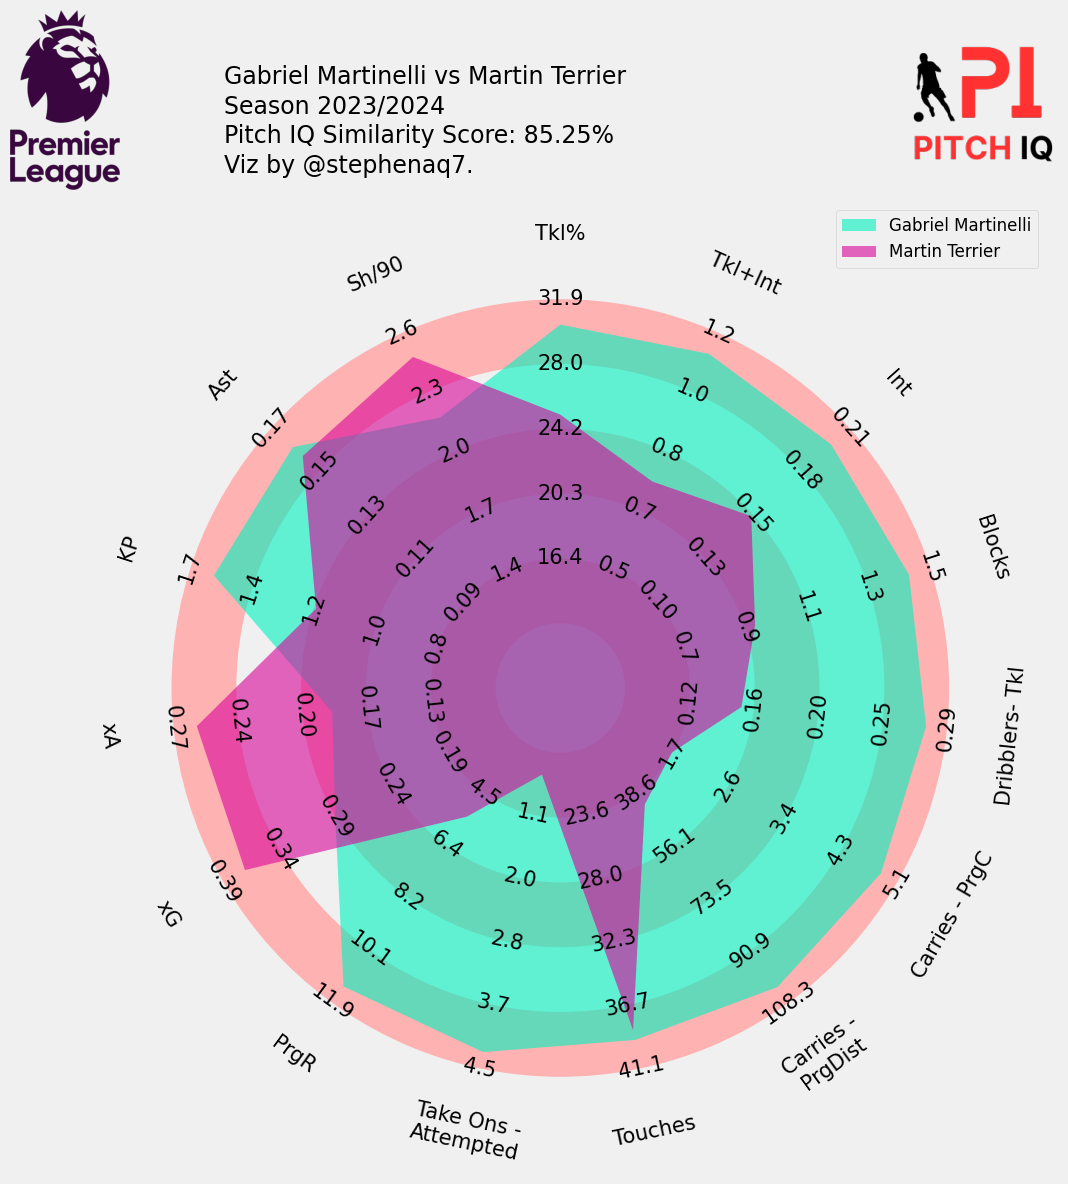 Premier
League
Gabriel Martinelli vs Martin Terrier
Season 2023/2024
Pitch IQ Similarity Score: 85.25%
Viz by @stephenaq7.
PI
PITCH IQ
Gabriel Martinelli
Martin Terrier
Tkl%
31.9
28.0
24.2
20.3
16.4
Tkl+Int
1.2
1.0
0.8
0.7
0.5
Int
0.21
0.18
0.15
0.13
0.10
Blocks
1.5
1.3
1.1
0.9
0.7
Dribblers- Tkl
0.29
0.25
0.20
0.16
0.12
Carries - PrgC
5.1
4.3
3.4
2.6
1.7
Carries -
PrgDist
108.3
90.9
73.5
56.1
38.6
Touches
41.1
36.7
32.3
28.0
23.6
Take Ons -
Attempted
4.5
3.7
2.8
2.0
1.1
PrgR
11.9
10.1
8.2
6.4
4.5
xG
0.39
0.34
0.29
0.24
0.19
xA
0.27
0.24
0.20
0.17
0.13
KP
1.7
1.4
1.2
1.0
0.8
Ast
0.17
0.15
0.13
0.11
0.09
Sh/90
2.6
2.3
2.0
1.7
1.4